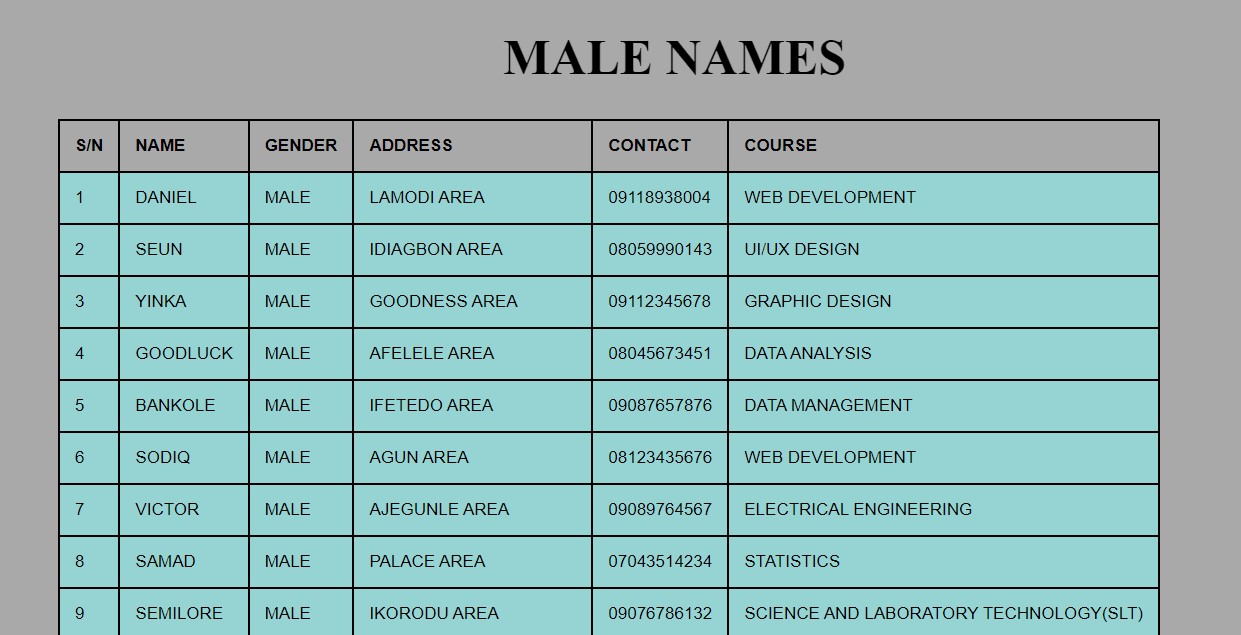 MALE NAMES
S/N NAME GENDER ADDRESS CONTACT COURSE
1 DANIEL MALE LAMODI AREA 09118938004 WEB DEVELOPMENT
2 SEUN MALE IDIAGBON AREA 08059990143 UI/UX DESIGN
3 YINKA MALE GOODNESS AREA 09112345678 GRAPHIC DESIGN
4 GOODLUCK MALE AFELELE AREA 08045673451 DATA ANALYSIS
5 BANKOLE MALE IFETEDO AREA 09087657876 DATA MANAGEMENT
6 SODIQ MALE AGUN AREA 08123435676 WEB DEVELOPMENT
7 VICTOR MALE AJEGUNLE AREA 09089764567 ELECTRICAL ENGINEERING
8 SAMAD MALE PALACE AREA 07043514234 STATISTICS
9 SEMILORE MALE IKORODU AREA 09076786132 SCIENCE AND LABORATORY TECHNOLOGY(SLT)